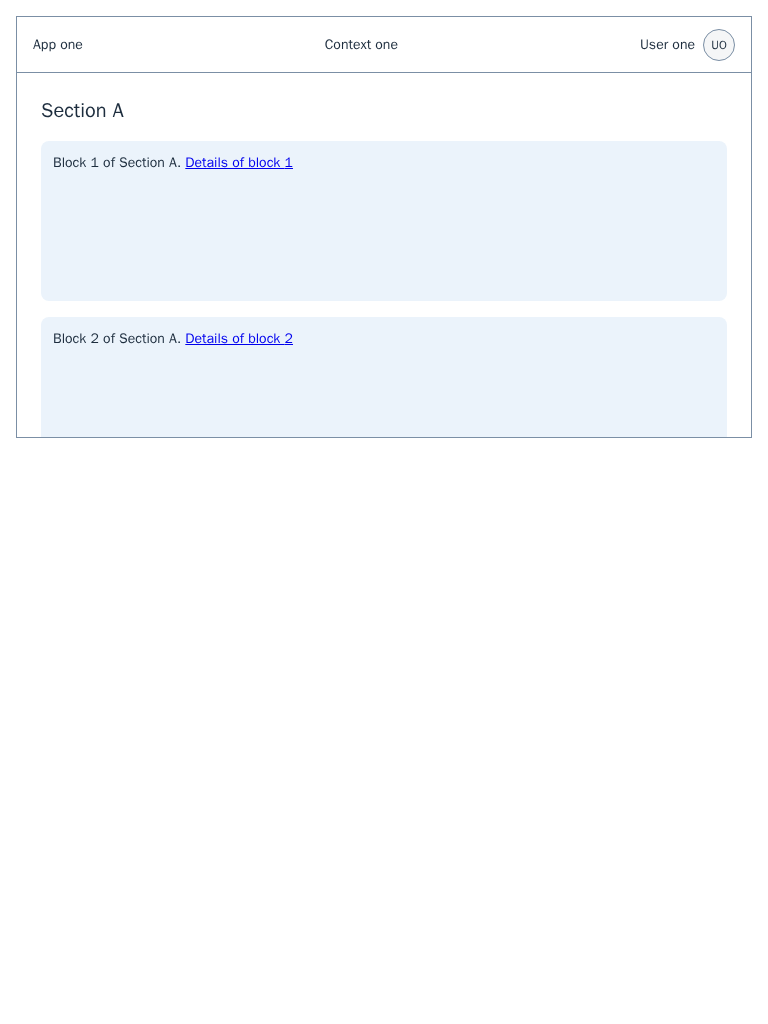 App one
Context one
User one
UO
Section A
Block 1 of Section A. Details of block 1
Block 2 of Section A. Details of block 2